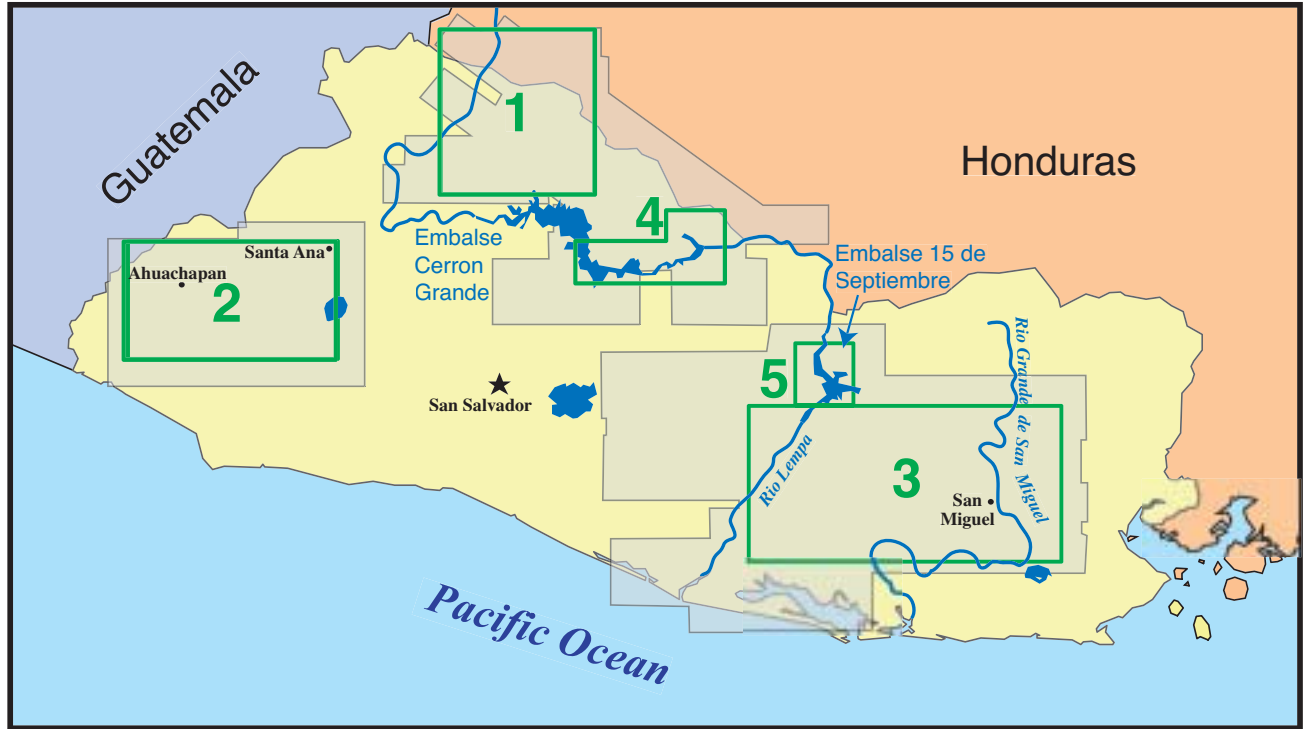 Guatemala
Honduras
1
4
Embalse
Cerron
Grande
Embalse 15 de
Septiembre
Santa Ana
Ahuachapan
2
San Salvador
5
Rio Lempa
3
San
Miguel
Rio Grande de San Miguel
Pacific Ocean